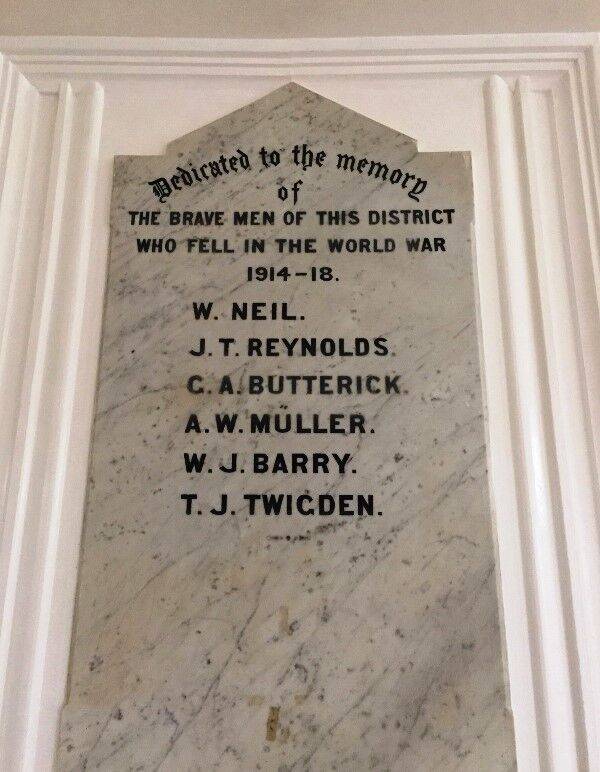 Dedicated to the memory
of
THE BRAVE MEN OF THIS DISTRICT
WHO FELL IN THE WORLD WAR
1914-18.
W. NEIL.
J. T. REYNOLDS.
C. A. BUTTERICK.
A. W. MÜLLER.
W. J. BARRY.
T. J. TWIGDEN.